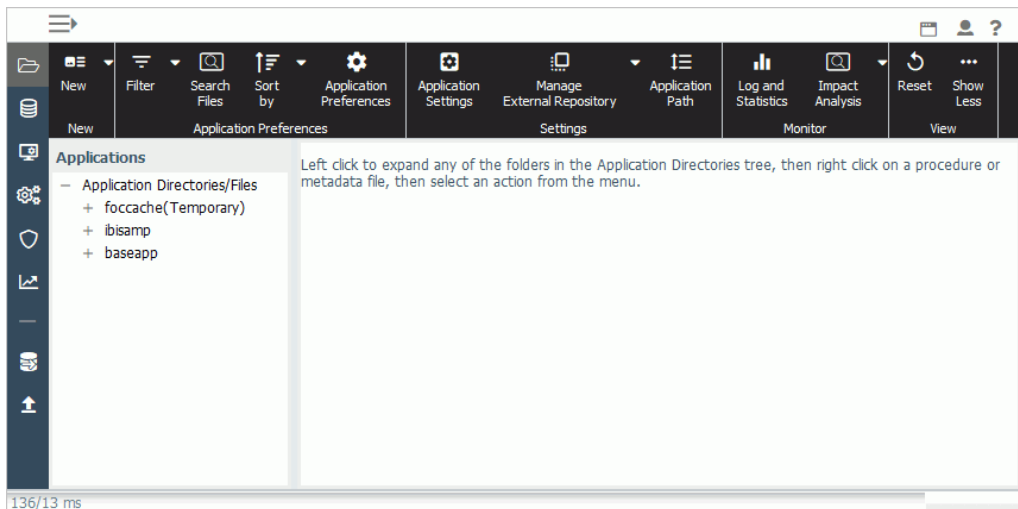 ?
New
Filter
Search Files
Sort by
Application Preferences
Application Settings
Manage External Repository
Application Path
Log and Statistics
Impact Analysis
Reset
Show Less
New
Application Preferences
Settings
Monitor
View
Applications
Application Directories/Files
foccache(Temporary)
ibisamp
baseapp
Left click to expand any of the folders in the Application Directories tree, then right click on a procedure or
metadata file, then select an action from the menu.
136/13 ms